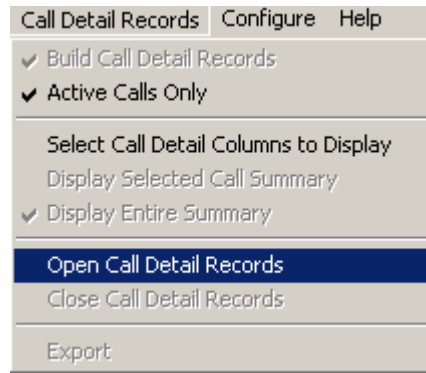 Call Detail Records Configure Help
Build Call Detail Records
Active Calls Only
Select Call Detail Columns to Display
Display Selected Call Summary
Display Entire Summary
Open Call Detail Records
Close Call Detail Records
Export